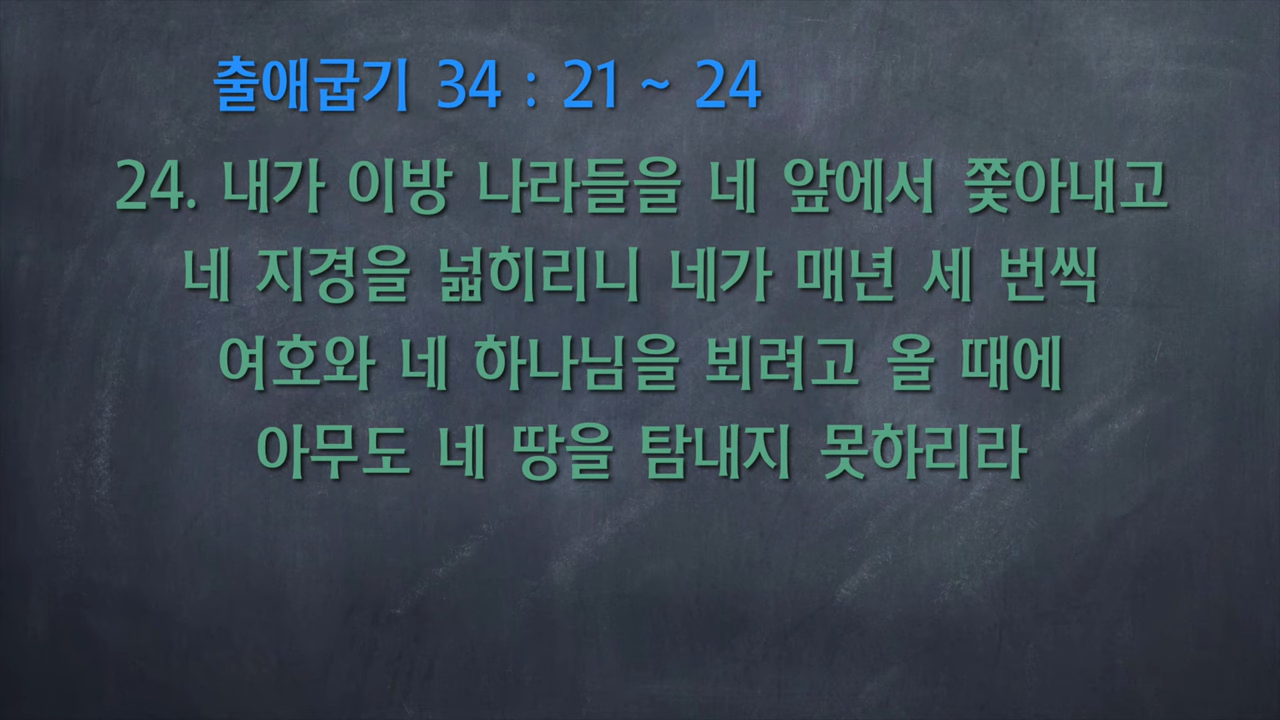 출애굽기 34 : 21 ~ 24
24. 내가 이방 나라들을 네 앞에서 쫓아내고
네 지경을 넓히리니 네가 매년 세 번씩
여호와 네 하나님을 뵈려고 올 때에
아무도 네 땅을 탐내지 못하리라